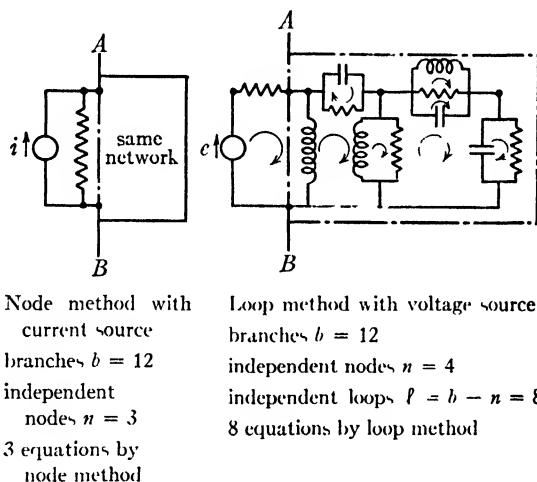 A
A
i
same
network
e
B
B
Node method with
current source
branches b = 12
independent
nodes n = 3
3 equations by
node method
Loop method with voltage source
branches b = 12
independent nodes n = 4
independent loops ℓ = b − n = 8
8 equations by loop method